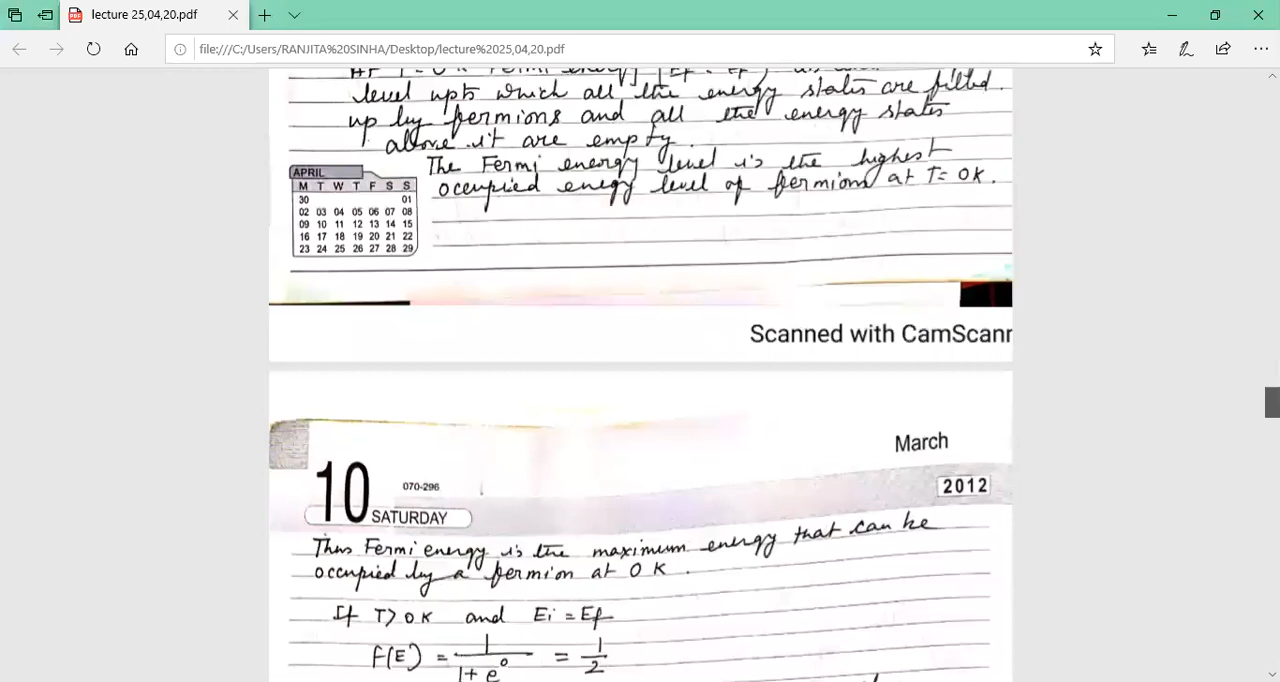 lecture 25,04,20.pdf
file:///C:/Users/RANJITA%20SINHA/Desktop/lecture%2025,04,20.pdf
At T = 0 K Fermi energy
level upto which all the energy states are filled.
up by fermions and all the energy states
above it are empty.
The Fermi energy level is the highest
occupied enegy level of fermions at T= 0K.
APRIL
M T W T F S S
30 01
02 03 04 05 06 07 08
09 10 11 12 13 14 15
16 17 18 19 20 21 22
23 24 25 26 27 28 29
Scanned with CamScanr
March
10 070-296 2012
SATURDAY
Thus Fermi energy is the maximum energy that can be
occupied by a fermion at 0 K.
If T> 0K and Ei = Ef
f(E) = 1/(1+e^0) = 1/2